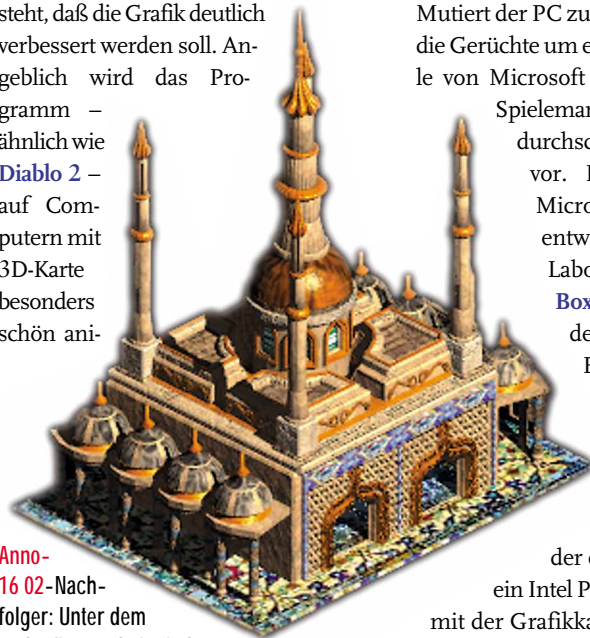 steht, daß die Grafik deutlich
verbessert werden soll. An-
geblich wird das Pro-
gramm –
ähnlich wie
Diablo 2 –
auf Com-
putern mit
3D-Karte
besonders
schön ani-
Anno-
16 02-Nach-
folger: Unter dem
Mutiert der PC zu
die Gerüchte um e
le von Microsoft
Spielemar
durchsc
vor.
Micro
entw
Labo
Box
de
der
ein Intel P
mit der Grafikka